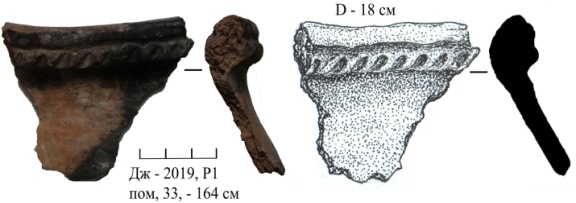 D - 18 см
Дж - 2019, Р1
пом, 33, - 164 см